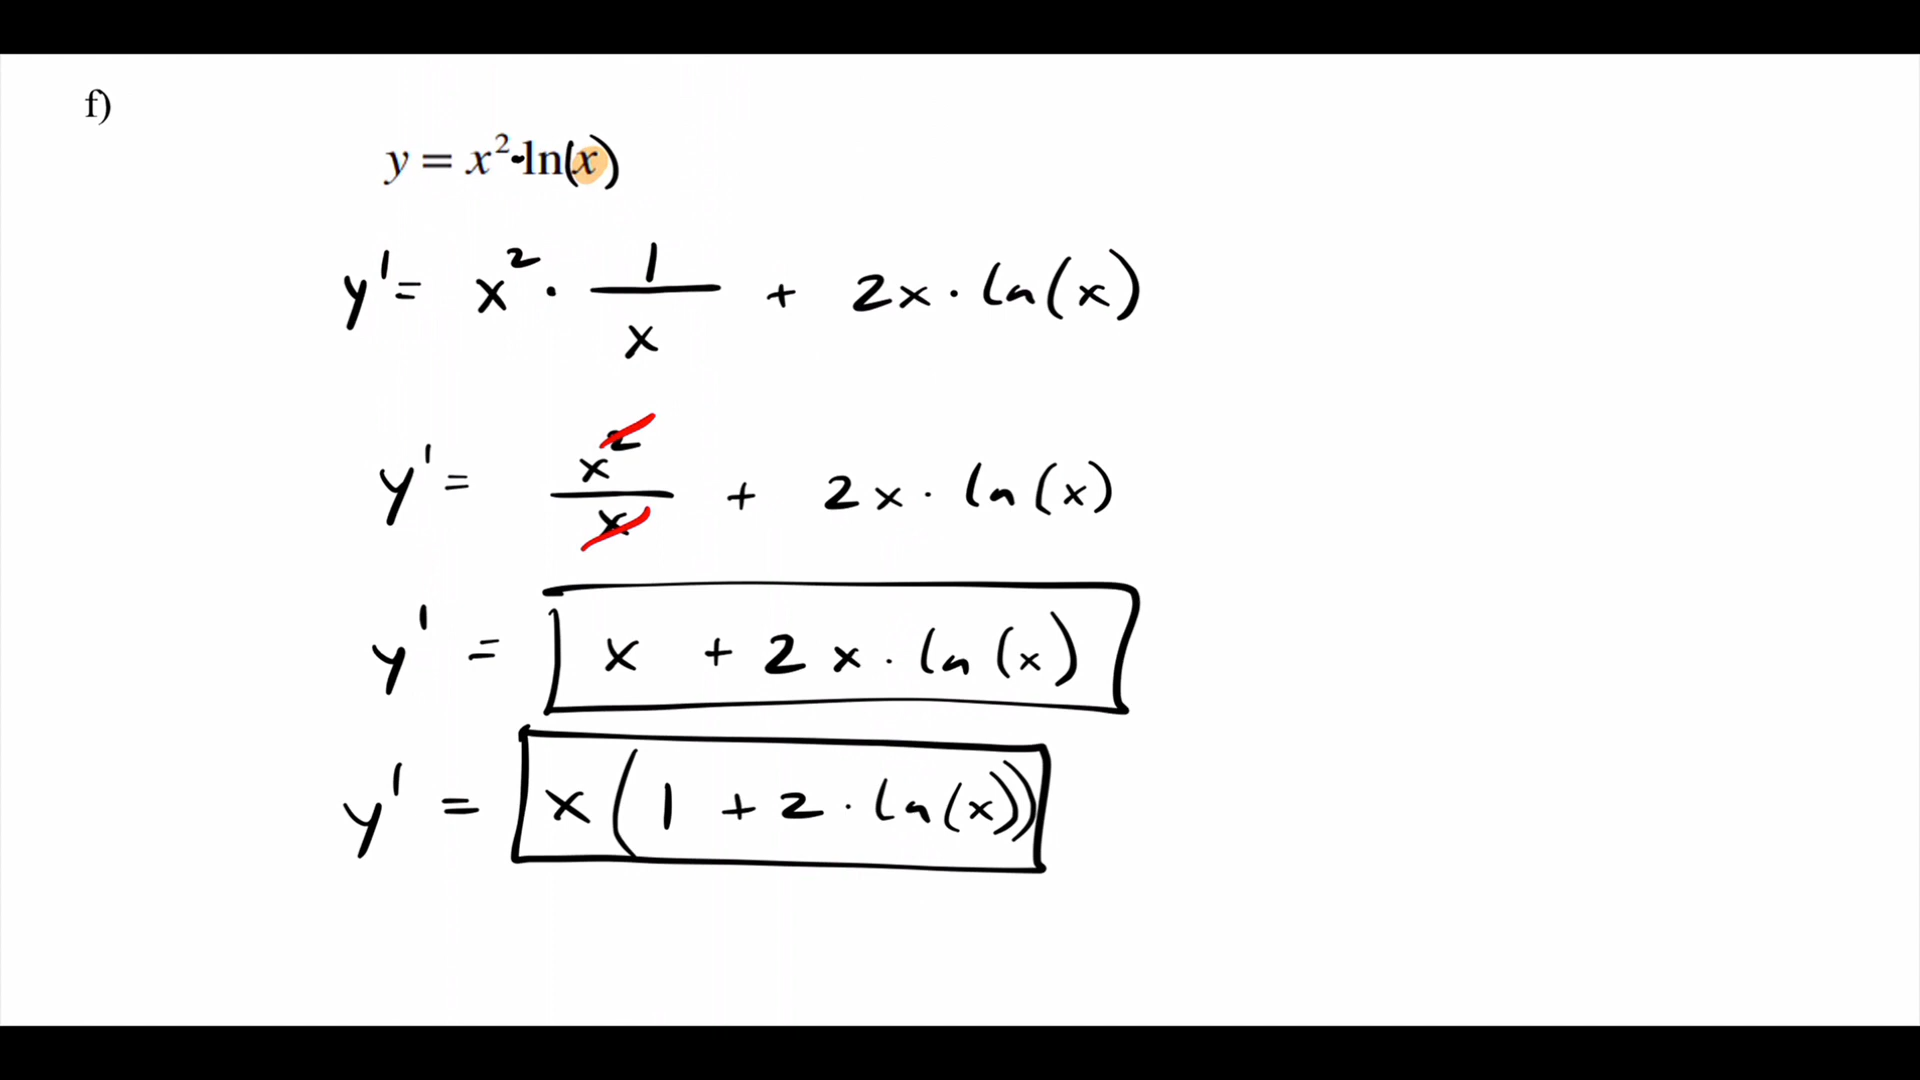 f)
y = x²·ln(x)
y' = x² · 1/x + 2x · ln(x)
y' = x²/x + 2x · ln(x)
y' = x + 2x · ln(x)
y' = x(1 + 2 · ln(x))